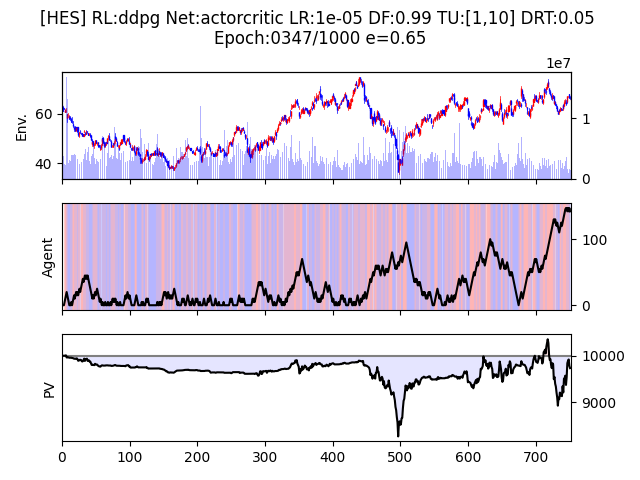 [HES] RL:ddpg Net:actorcritic LR:1e-05 DF:0.99 TU:[1,10] DRT:0.05
Epoch:0347/1000 e=0.65
1e7
Env.
60
40
1
0
Agent
100
0
PV
10000
9000
0 100 200 300 400 500 600 700